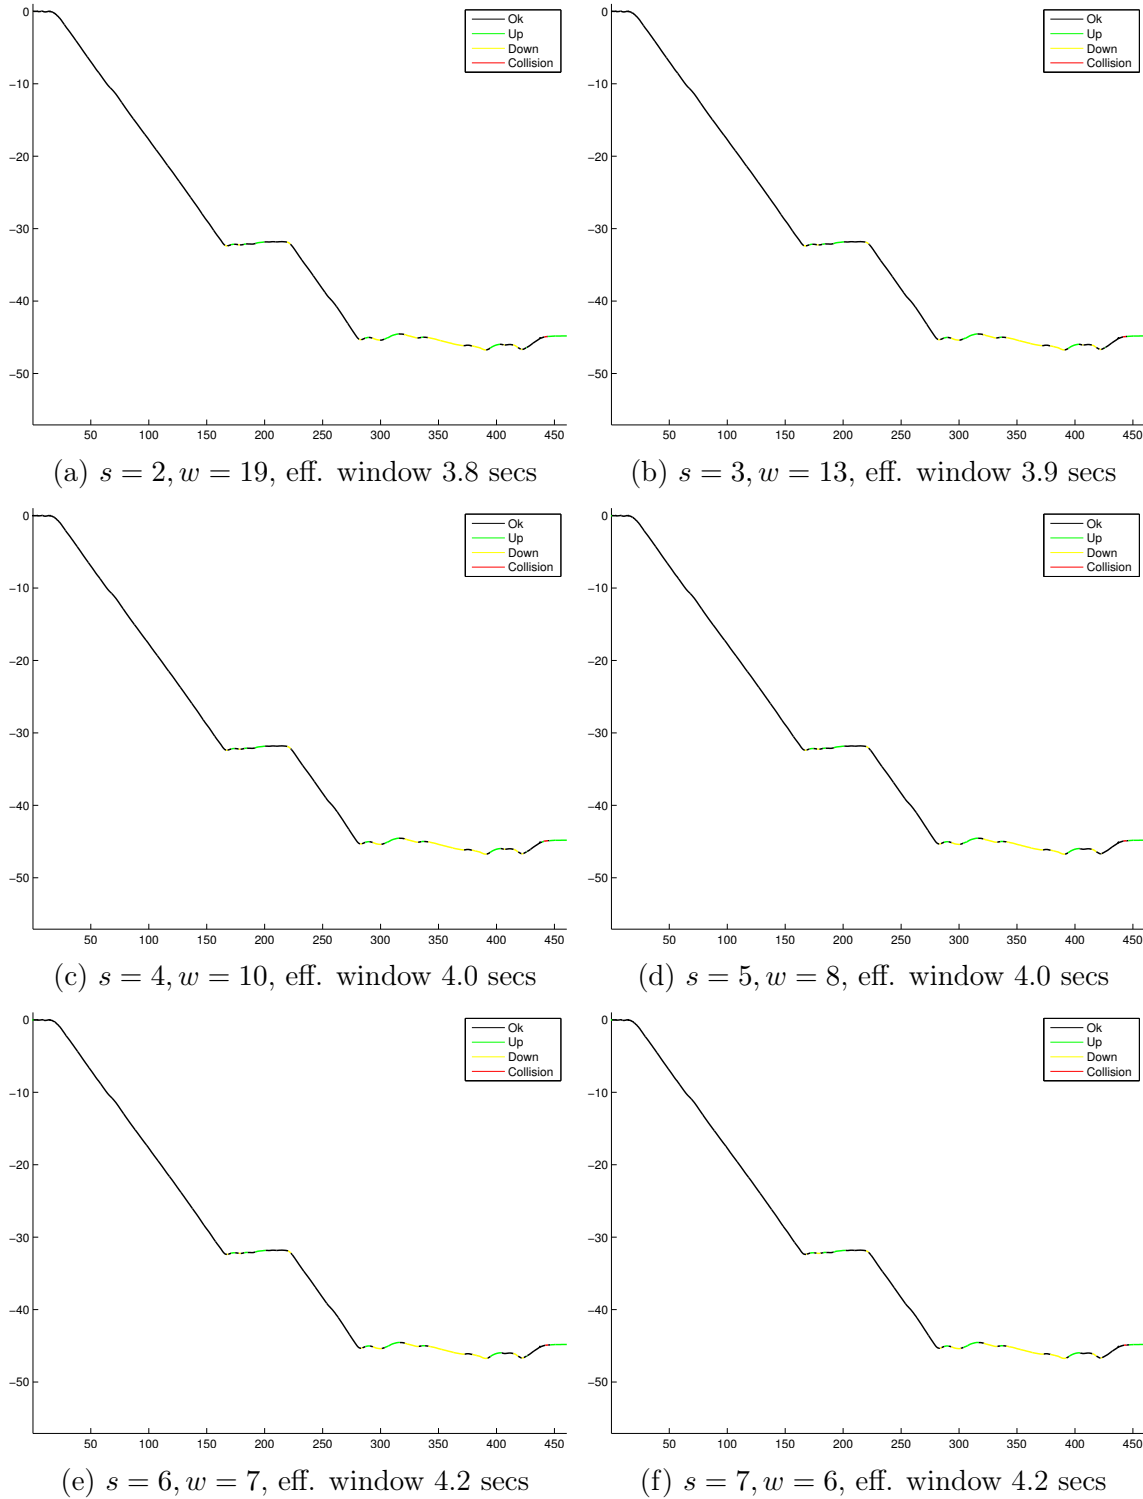 0
−10
−20
−30
−40
−50
50 100 150 200 250 300 350 400 450
Ok
Up
Down
Collision
(a) s = 2, w = 19, eff. window 3.8 secs
0
−10
−20
−30
−40
−50
50 100 150 200 250 300 350 400 450
Ok
Up
Down
Collision
(b) s = 3, w = 13, eff. window 3.9 secs
0
−10
−20
−30
−40
−50
50 100 150 200 250 300 350 400 450
Ok
Up
Down
Collision
(c) s = 4, w = 10, eff. window 4.0 secs
0
−10
−20
−30
−40
−50
50 100 150 200 250 300 350 400 450
Ok
Up
Down
Collision
(d) s = 5, w = 8, eff. window 4.0 secs
0
−10
−20
−30
−40
−50
50 100 150 200 250 300 350 400 450
Ok
Up
Down
Collision
(e) s = 6, w = 7, eff. window 4.2 secs
0
−10
−20
−30
−40
−50
50 100 150 200 250 300 350 400 450
Ok
Up
Down
Collision
(f) s = 7, w = 6, eff. window 4.2 secs